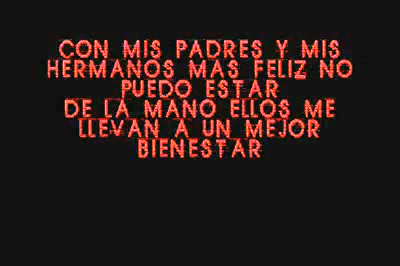 CON MIS PADRES Y MIS
HERMANOS MAS FELIZ NO
PUEDO ESTAR
DE LA MANO ELLOS ME
LLEVAN A UN MEJOR
BIENESTAR